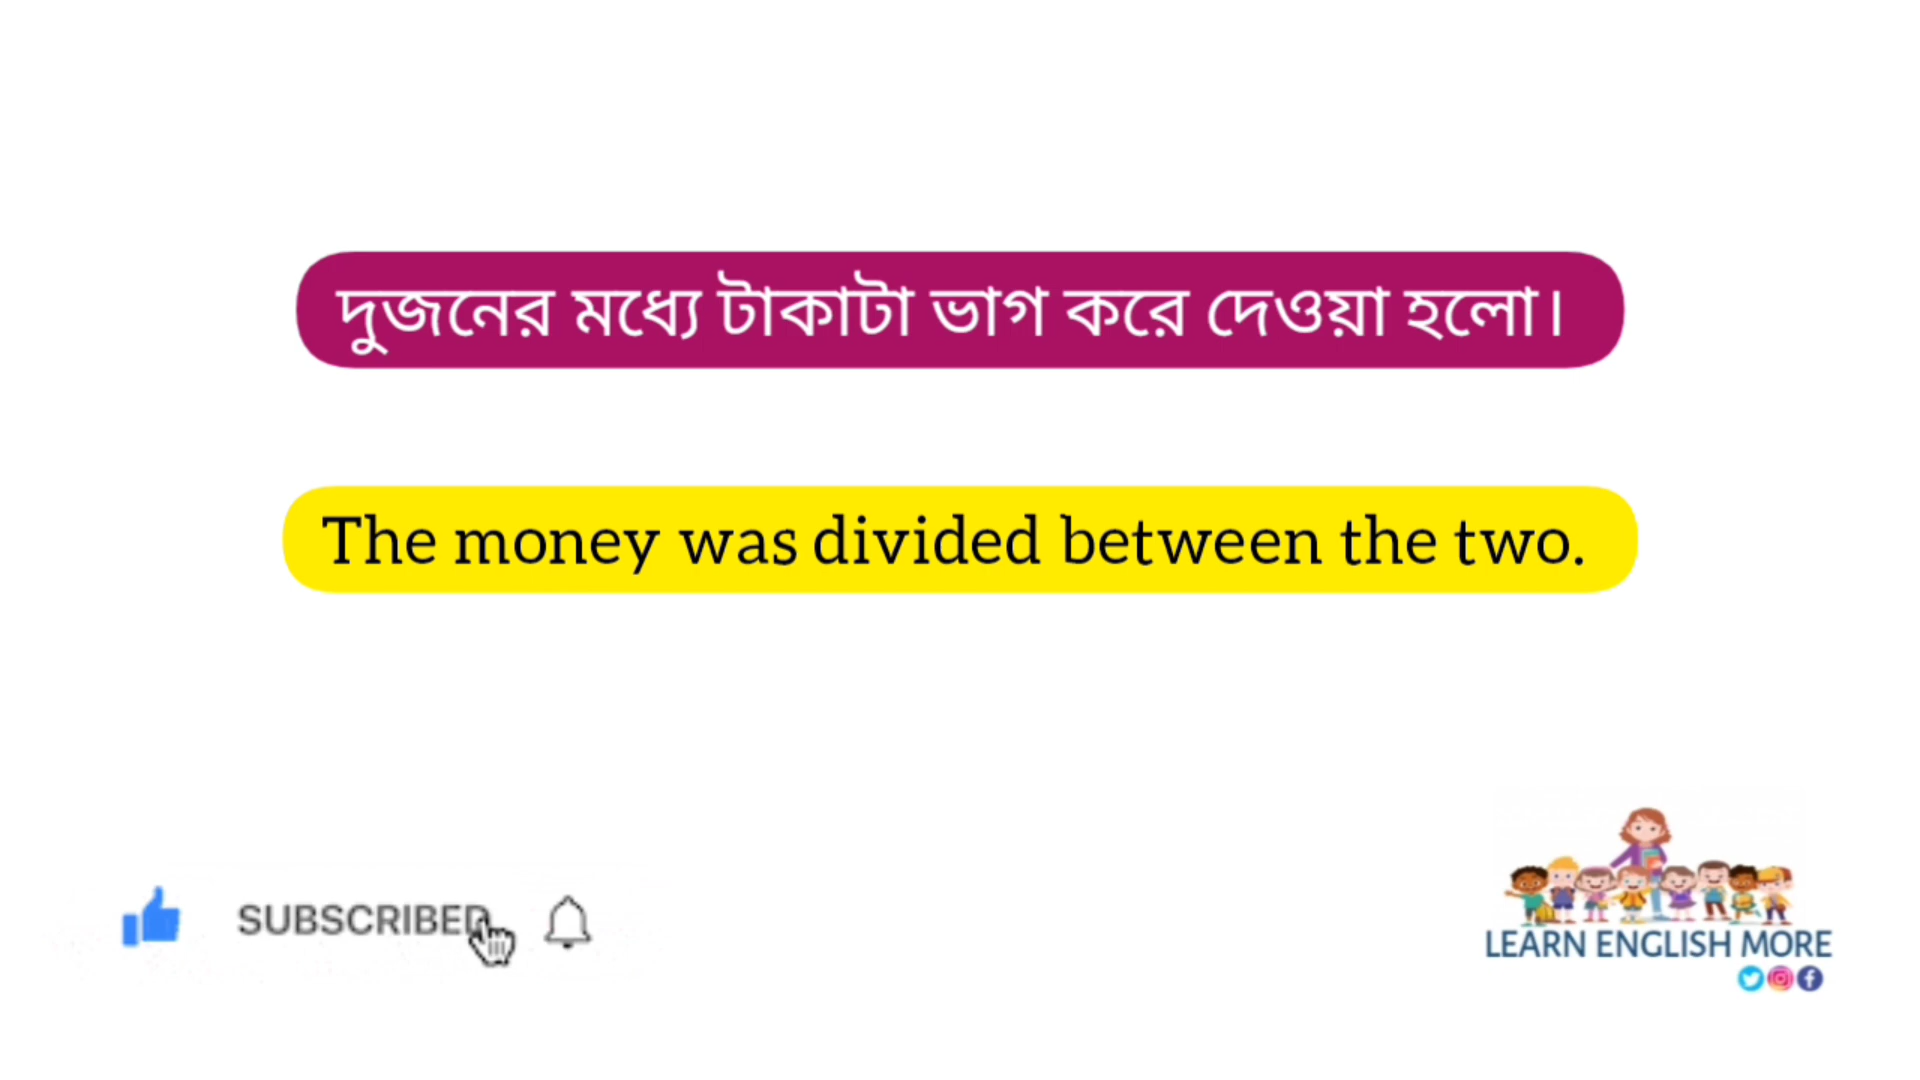 দুজনের মধ্যে টাকাটা ভাগ করে দেওয়া হলো।
The money was divided between the two.
SUBSCRIBED
LEARN ENGLISH MORE